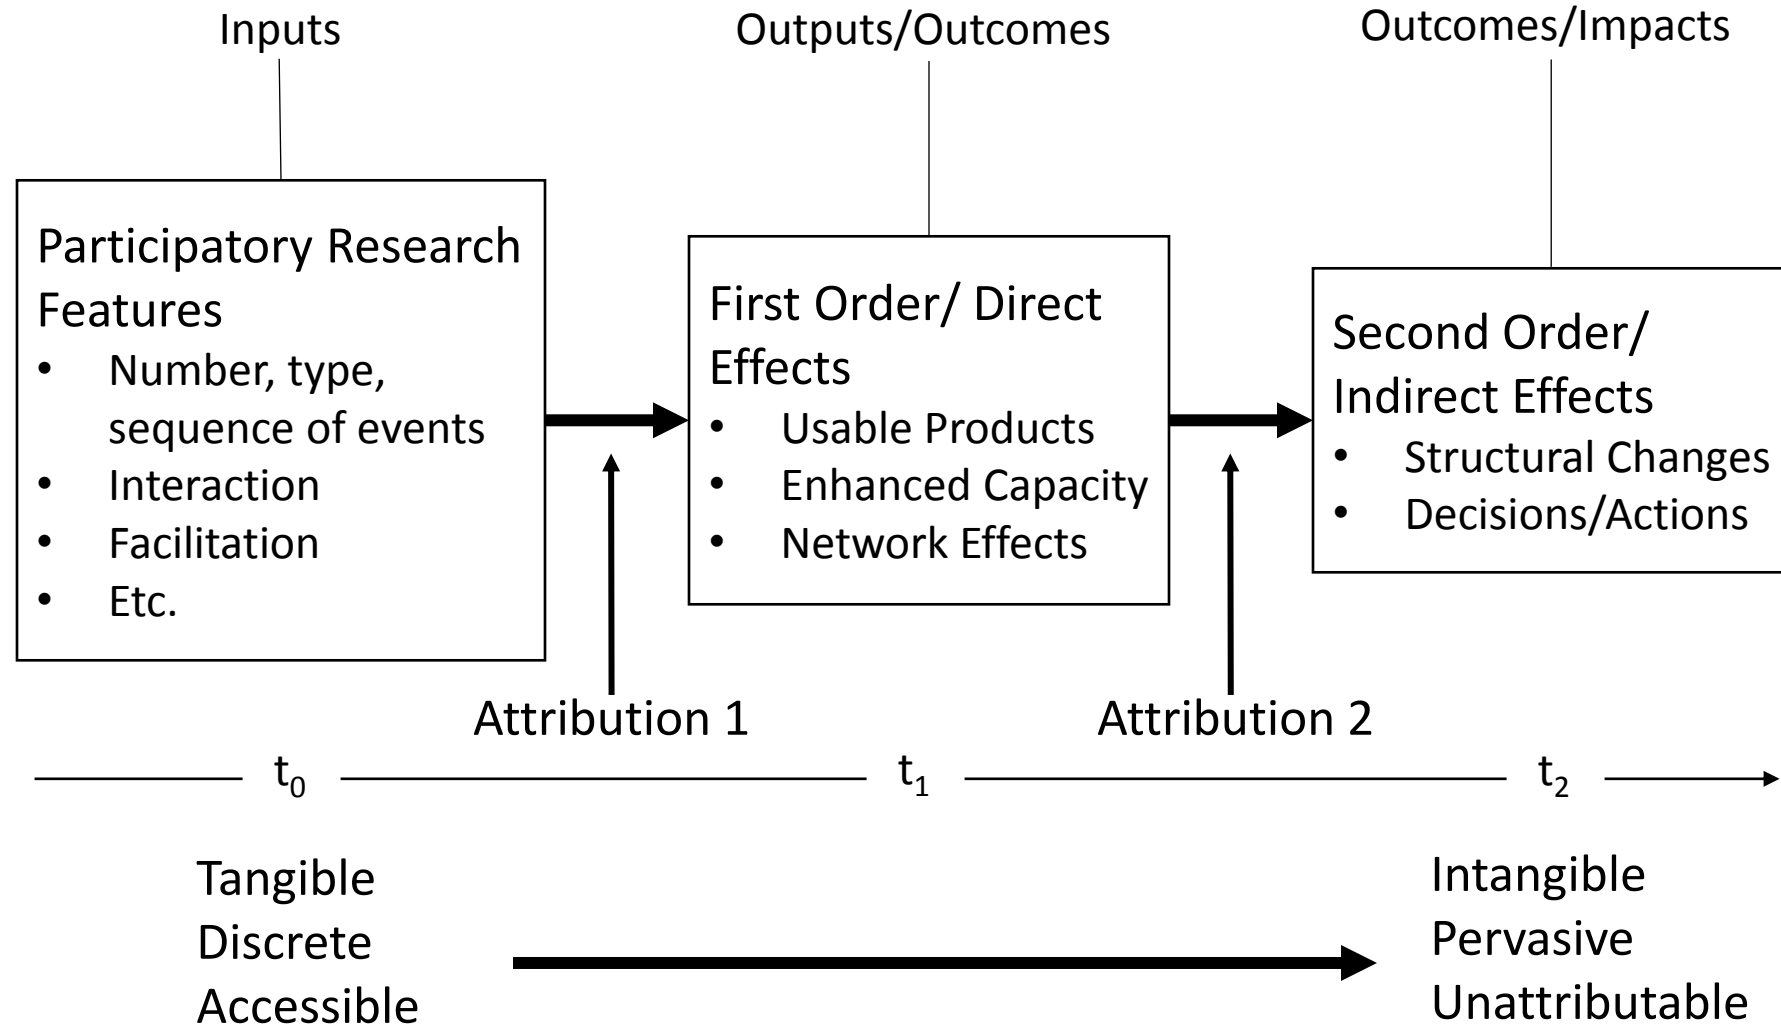 Inputs
Outputs/Outcomes
Outcomes/Impacts
Participatory Research
Features
• Number, type,
sequence of events
• Interaction
• Facilitation
• Etc.
First Order/ Direct
Effects
• Usable Products
• Enhanced Capacity
• Network Effects
Second Order/
Indirect Effects
• Structural Changes
• Decisions/Actions
Attribution 1
Attribution 2
t₀
t₁
t₂
Tangible
Discrete
Accessible
Intangible
Pervasive
Unattributable